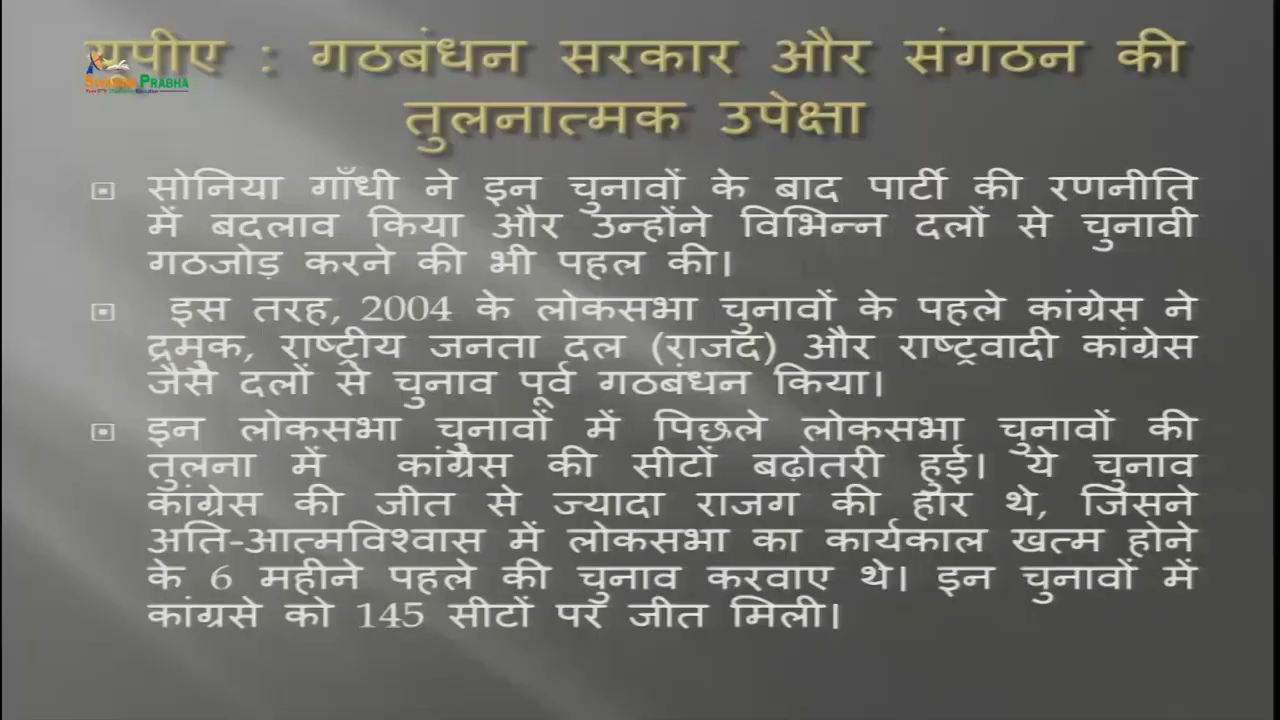 यूपीए : गठबंधन सरकार और संगठन की
तुलनात्मक उपेक्षा
SWAYAM PRABHA
सोनिया गाँधी ने इन चुनावों के बाद पार्टी की रणनीति
में बदलाव किया और उन्होंने विभिन्न दलों से चुनावी
गठजोड़ करने की भी पहल की।
इस तरह, 2004 के लोकसभा चुनावों के पहले कांग्रेस ने
द्रमुक, राष्ट्रीय जनता दल (राजद) और राष्ट्रवादी कांग्रेस
जैसे दलों से चुनाव पूर्व गठबंधन किया।
इन लोकसभा चुनावों में पिछले लोकसभा चुनावों की
तुलना में कांग्रेस की सीटों बढ़ोतरी हुई। ये चुनाव
कांग्रेस की जीत से ज्यादा राजग की हार थे, जिसने
अति-आत्मविश्वास में लोकसभा का कार्यकाल खत्म होने
के 6 महीने पहले की चुनाव करवाए थे। इन चुनावों में
कांग्रसे को 145 सीटों पर जीत मिली।